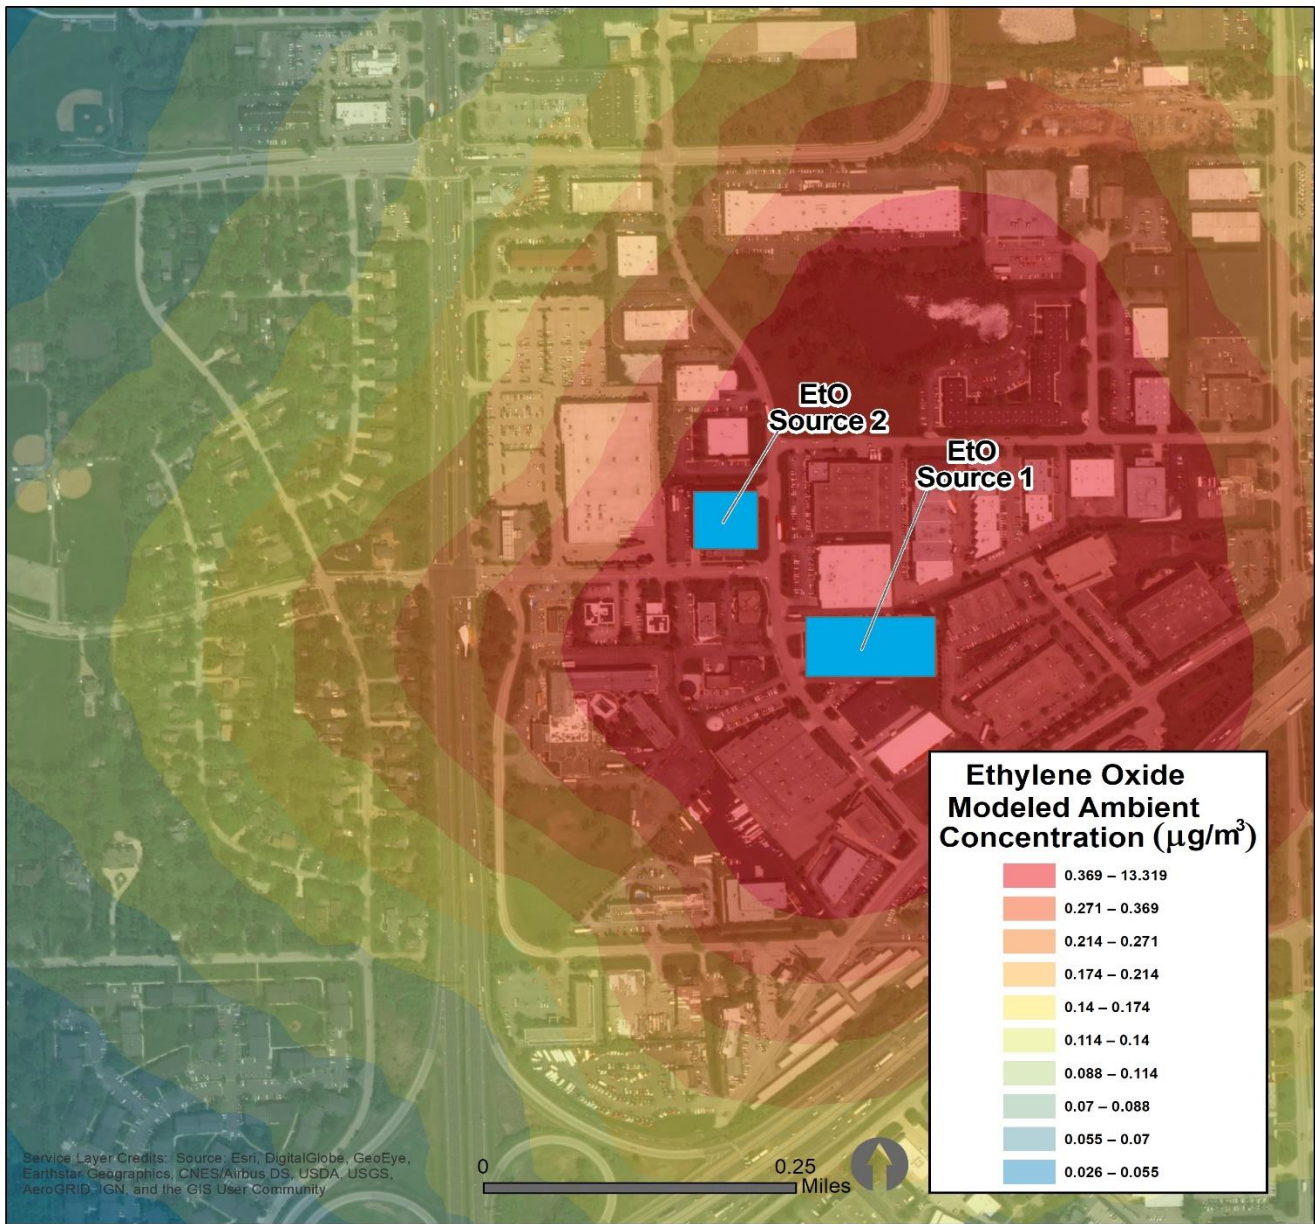 EtO
Source 2
EtO
Source 1
Ethylene Oxide
Modeled Ambient
Concentration (µg/m³)
0.369 – 13.319
0.271 – 0.369
0.214 – 0.271
0.174 – 0.214
0.14 – 0.174
0.114 – 0.14
0.088 – 0.114
0.07 – 0.088
0.055 – 0.07
0.026 – 0.055
Service Layer Credits: Source: Esri, DigitalGlobe, GeoEye,
Earthstar Geographics, CNES/Airbus DS, USDA, USGS,
AeroGRID, IGN, and the GIS User Community
0 0.25
Miles